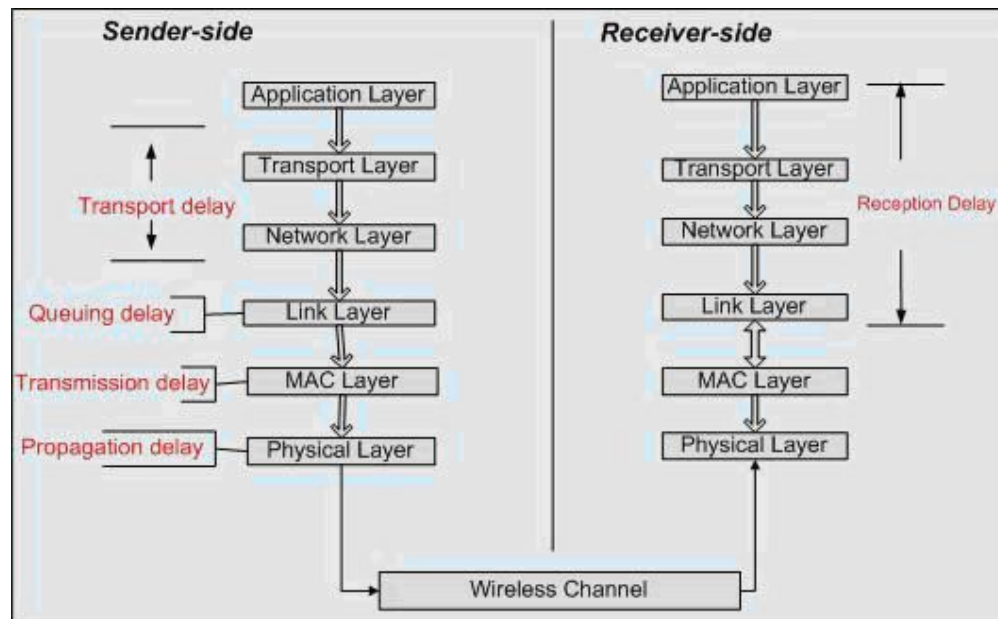 Sender-side
Receiver-side
Application Layer
Transport Layer
Transport delay
Network Layer
Queuing delay
Link Layer
Transmission delay
MAC Layer
Propagation delay
Physical Layer
Application Layer
Transport Layer
Reception Delay
Network Layer
Link Layer
MAC Layer
Physical Layer
Wireless Channel